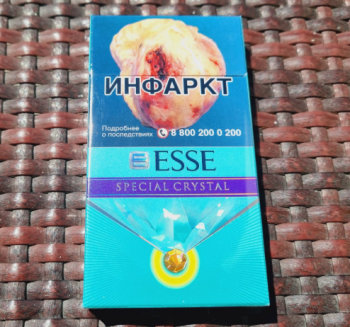 ИНФАРКТ
Подробнее
о последствиях 8 800 200 0 200
ESSE
SPECIAL CRYSTAL